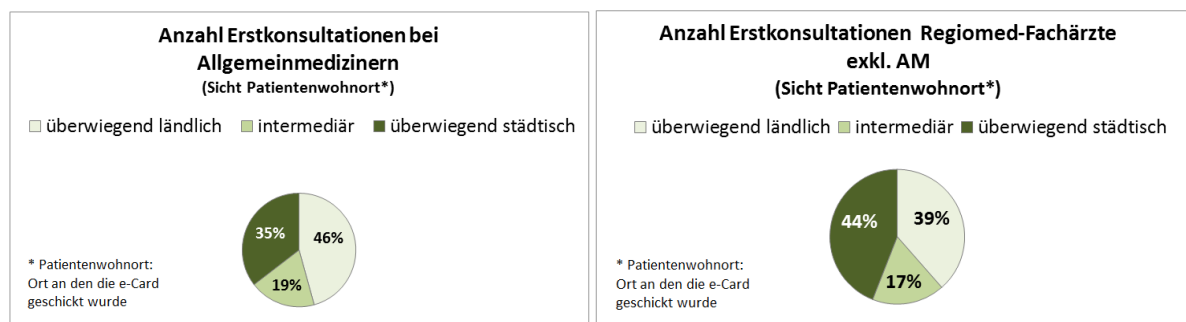 Anzahl Erstkonsultationen bei
Allgemeinmedizinern
(Sicht Patientenwohnort*)
überwiegend ländlich intermediär überwiegend städtisch
35%
46%
19%
* Patientenwohnort:
Ort an den die e-Card
geschickt wurde
Anzahl Erstkonsultationen Regiomed-Fachärzte
exkl. AM
(Sicht Patientenwohnort*)
überwiegend ländlich intermediär überwiegend städtisch
44%
39%
17%
* Patientenwohnort:
Ort an den die e-Card
geschickt wurde